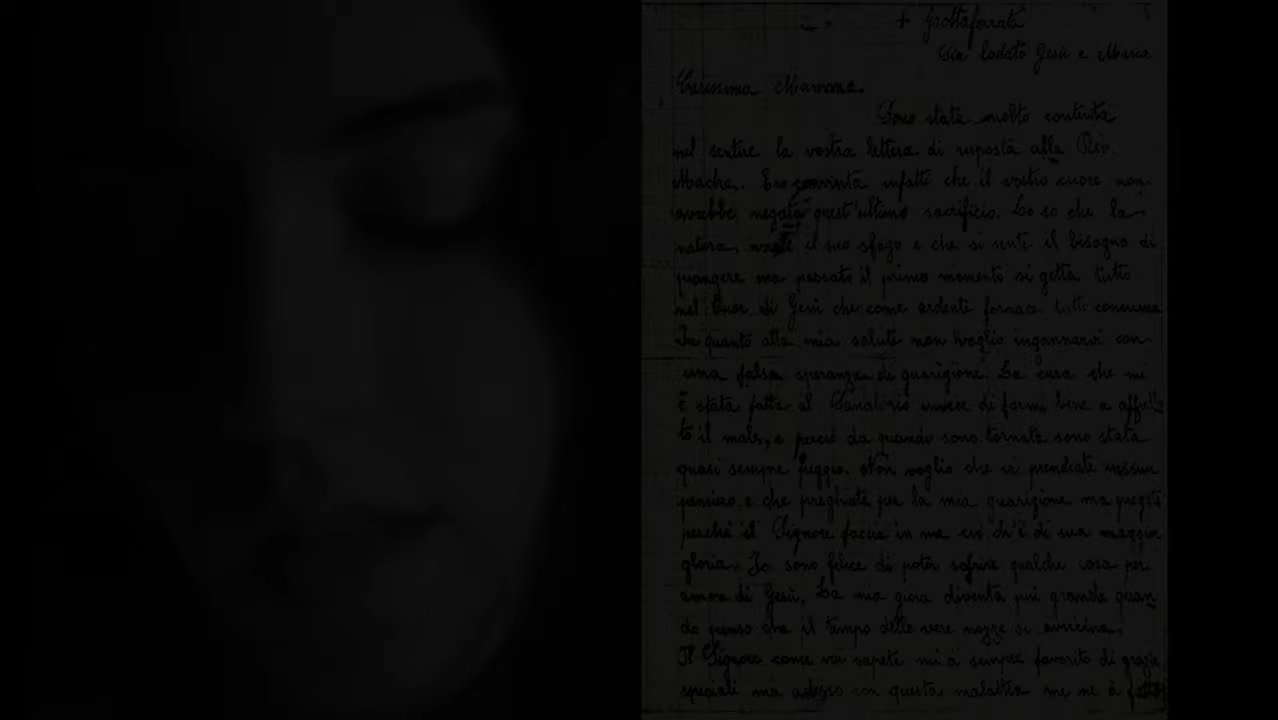 + Grottaferrata
Sia lodato Gesù e Maria
Carissima Mamma.
Sono stata molto contenta
nel sentire la vostra lettera di risposta alla Rev.
Madre. Ero convinta infatti che il vostro cuore non
avrebbe negato quest'ultimo sacrificio. Lo so che la
natura vuole il suo sfogo e che si sente il bisogno di
piangere ma passato il primo momento si getta tutto
nel Cuor di Gesù che come ardente fornace tutto consuma
In quanto alla mia salute non voglio ingannarvi con
una falsa speranza di guarigione. La cura che mi
è stata fatta al Sanatorio invece di farmi bene a affret
to il male, e perciò da quando sono tornata sono stata
quasi sempre peggio. Non voglio che vi prendiate nessun
pensiero e che preghiate per la mia guarigione ma pregate
perchè il Signore faccia in me ciò ch'è di sua maggior
gloria. Io sono felice di poter sofrire qualche cosa per
amore di Gesù. La mia gioia diventa più grande quan
do penso che il tempo delle vere nozze si avvicina.
Il Signore come voi sapete mi à sempre favorito di grazie
speciali ma adesso con questa malattia me ne à